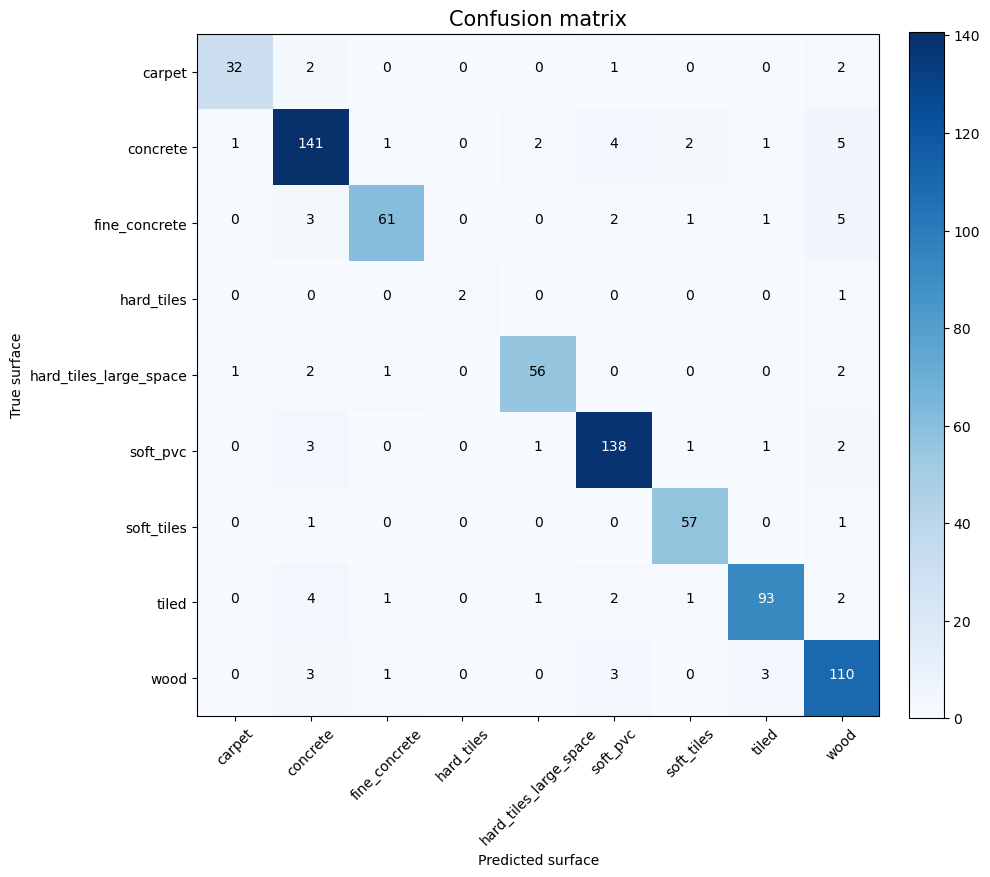 Confusion matrix
carpet 32 2 0 0 0 1 0 0 2
concrete 1 141 1 0 2 4 2 1 5
fine_concrete 0 3 61 0 0 2 1 1 5
hard_tiles 0 0 0 2 0 0 0 0 1
hard_tiles_large_space 1 2 1 0 56 0 0 0 2
soft_pvc 0 3 0 0 1 138 1 1 2
soft_tiles 0 1 0 0 0 0 57 0 1
tiled 0 4 1 0 1 2 1 93 2
wood 0 3 1 0 0 3 0 3 110
True surface
carpet concrete fine_concrete hard_tiles hard_tiles_large_space soft_pvc soft_tiles tiled wood
Predicted surface
140
120
100
80
60
40
20
0